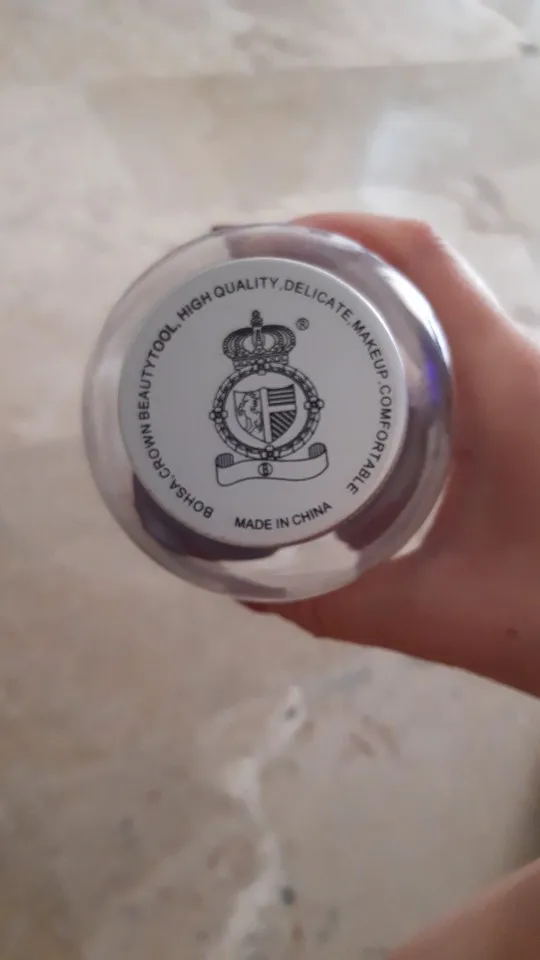 BOHSA.CROWN BEAUTYTOOL, HIGH QUALITY,DELICATE,MAKEUP.COMFORTABLE
®
MADE IN CHINA